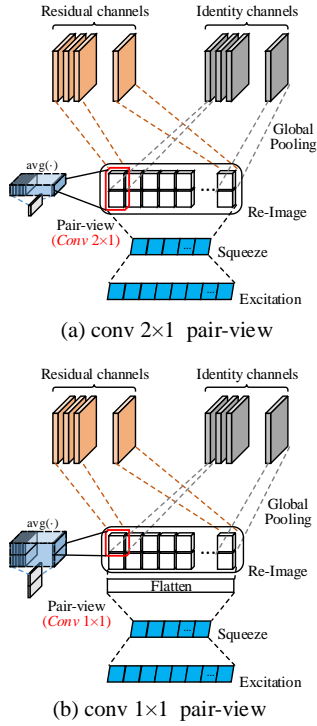 Residual channels
Identity channels
Global
Pooling
avg(·)
...
Re-Image
Pair-view
(Conv 2×1)
...
Squeeze
...
Excitation
(a) conv 2×1 pair-view
Residual channels
Identity channels
Global
Pooling
avg(·)
...
Re-Image
Flatten
Pair-view
(Conv 1×1)
...
Squeeze
...
Excitation
(b) conv 1×1 pair-view